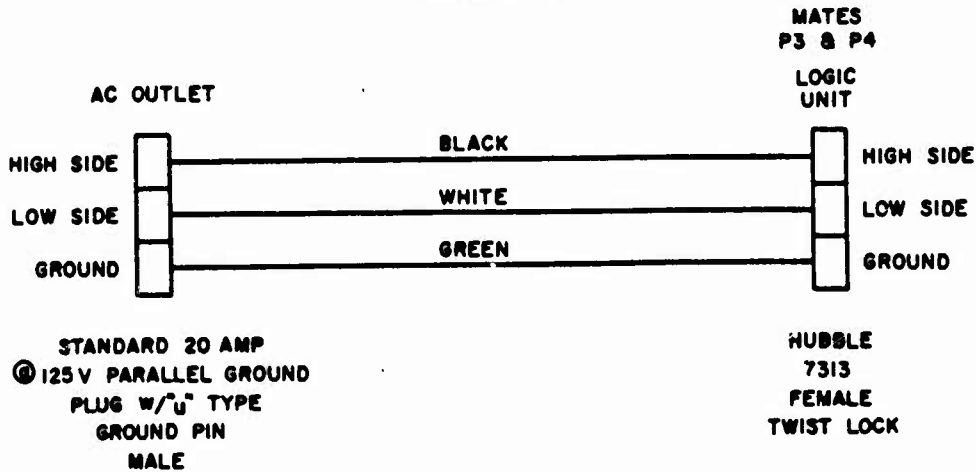 MATES
P3 & P4
LOGIC
UNIT
AC OUTLET
HIGH SIDE
BLACK
HIGH SIDE
LOW SIDE
WHITE
LOW SIDE
GROUND
GREEN
GROUND
STANDARD 20 AMP
@ 125 V PARALLEL GROUND
PLUG W/"U" TYPE
GROUND PIN
MALE
HUBBLE
7313
FEMALE
TWIST LOCK